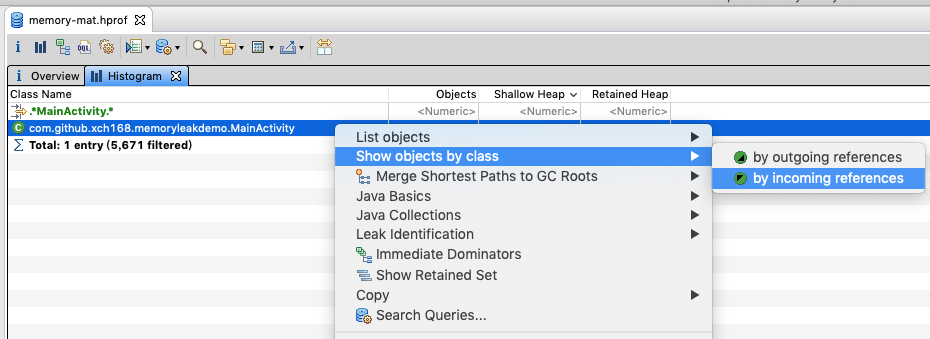 memory-mat.hprof
i OQL
i Overview Histogram
Class Name Objects Shallow Heap Retained Heap
.*MainActivity.* <Numeric> <Numeric> <Numeric>
C com.github.xch168.memoryleakdemo.MainActivity
Σ Total: 1 entry (5,671 filtered)
List objects
Show objects by class
by outgoing references
by incoming references
Merge Shortest Paths to GC Roots
Java Basics
Java Collections
Leak Identification
Immediate Dominators
Show Retained Set
Copy
Search Queries...